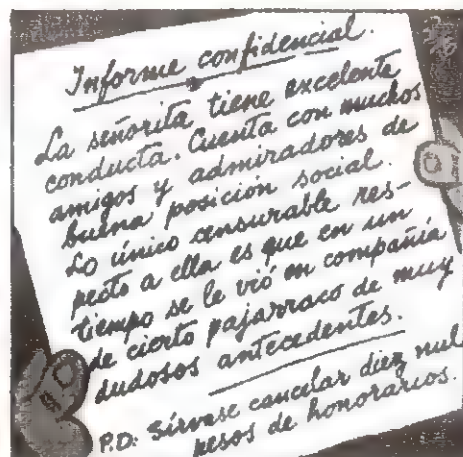 Informe confidencial.
La señorita tiene excelente
conducta. Cuenta con muchos
amigos y admiradores de
buena posición social.
Lo único censurable res-
pecto a ella es que en un
tiempo se le vió en compañía
de cierto pajarraco de muy
dudosos antecedentes.
P.D: Sírvase cancelar diez mil
pesos de honorarios.